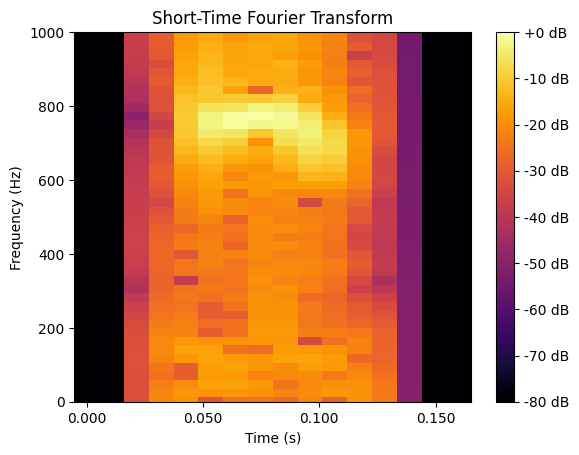 Short-Time Fourier Transform
Frequency (Hz)
1000
800
600
400
200
0
0.000
0.050
0.100
0.150
Time (s)
+0 dB
-10 dB
-20 dB
-30 dB
-40 dB
-50 dB
-60 dB
-70 dB
-80 dB